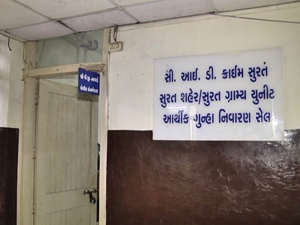 સી. આઈ. ડી. કાઈમ સુરત
સુરત શહેર/સુરત ગ્રામ્ય યુનીટ
આર્થીક ગુન્હા નિવારણ સેલ